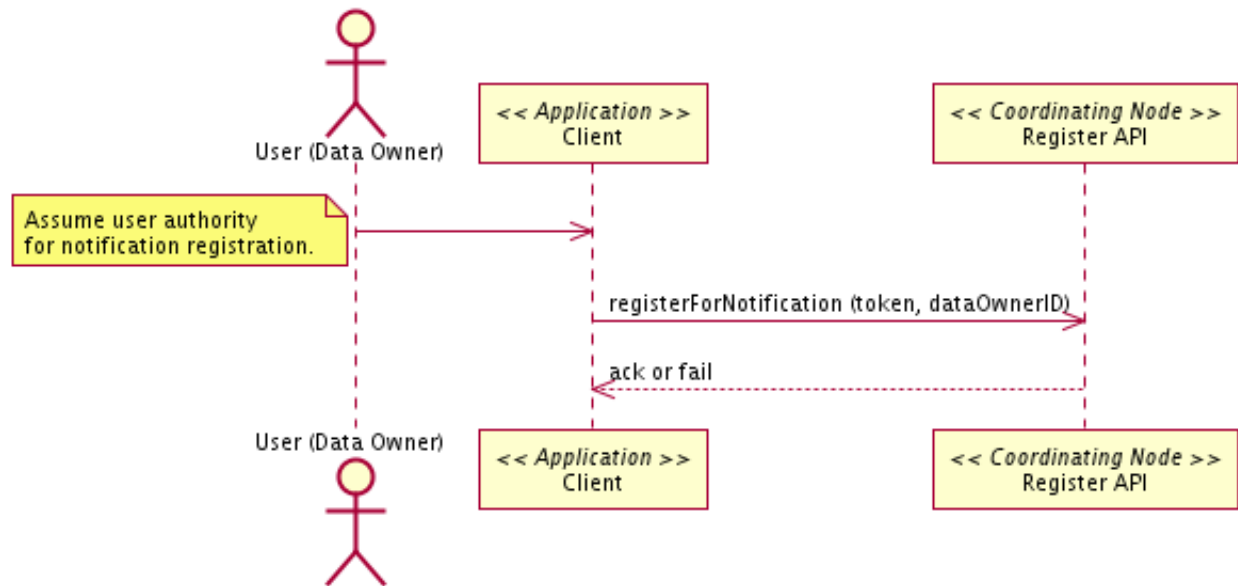 << Application >>
Client
<< Coordinating Node >>
Register API
User (Data Owner)
Assume user authority
for notification registration.
registerForNotification (token, dataOwnerID)
ack or fail
User (Data Owner)
<< Application >>
Client
<< Coordinating Node >>
Register API